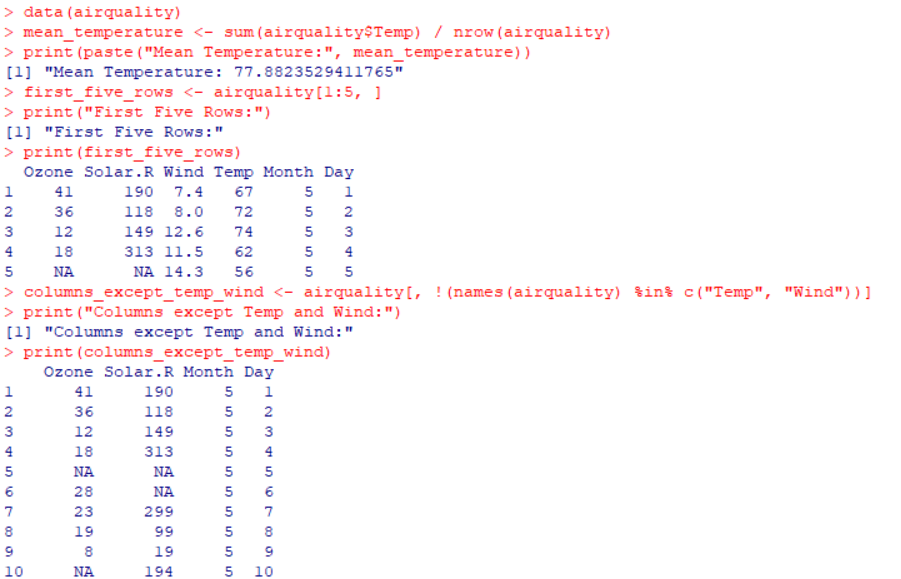 > data(airquality)
> mean_temperature <- sum(airquality$Temp) / nrow(airquality)
> print(paste("Mean Temperature:", mean_temperature))
[1] "Mean Temperature: 77.8823529411765"
> first_five_rows <- airquality[1:5, ]
> print("First Five Rows:")
[1] "First Five Rows:"
> print(first_five_rows)
  Ozone Solar.R Wind Temp Month Day
1    41     190  7.4   67     5   1
2    36     118  8.0   72     5   2
3    12     149 12.6   74     5   3
4    18     313 11.5   62     5   4
5    NA      NA 14.3   56     5   5
> columns_except_temp_wind <- airquality[, !(names(airquality) %in% c("Temp", "Wind"))]
> print("Columns except Temp and Wind:")
[1] "Columns except Temp and Wind:"
> print(columns_except_temp_wind)
    Ozone Solar.R Month Day
1      41     190     5   1
2      36     118     5   2
3      12     149     5   3
4      18     313     5   4
5      NA      NA     5   5
6      28      NA     5   6
7      23     299     5   7
8      19      99     5   8
9       8      19     5   9
10     NA     194     5  10